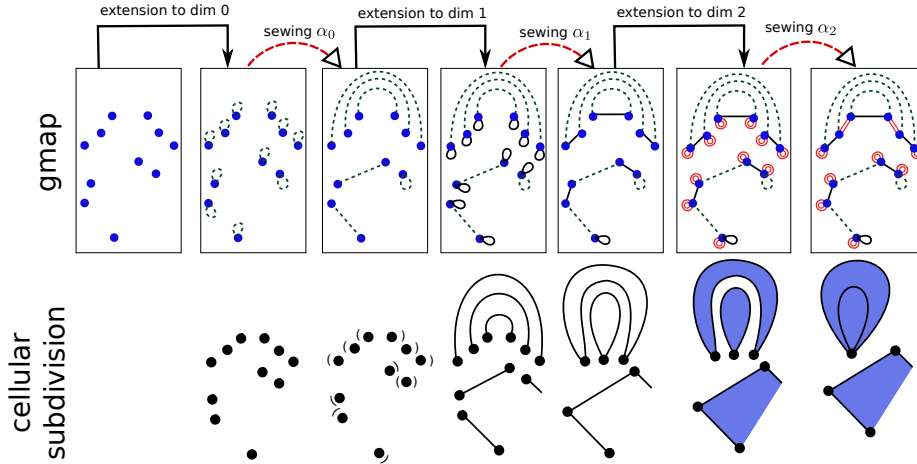 extension to dim 0
sewing α₀
extension to dim 1
sewing α₁
extension to dim 2
sewing α₂
gmap
cellular
subdivision